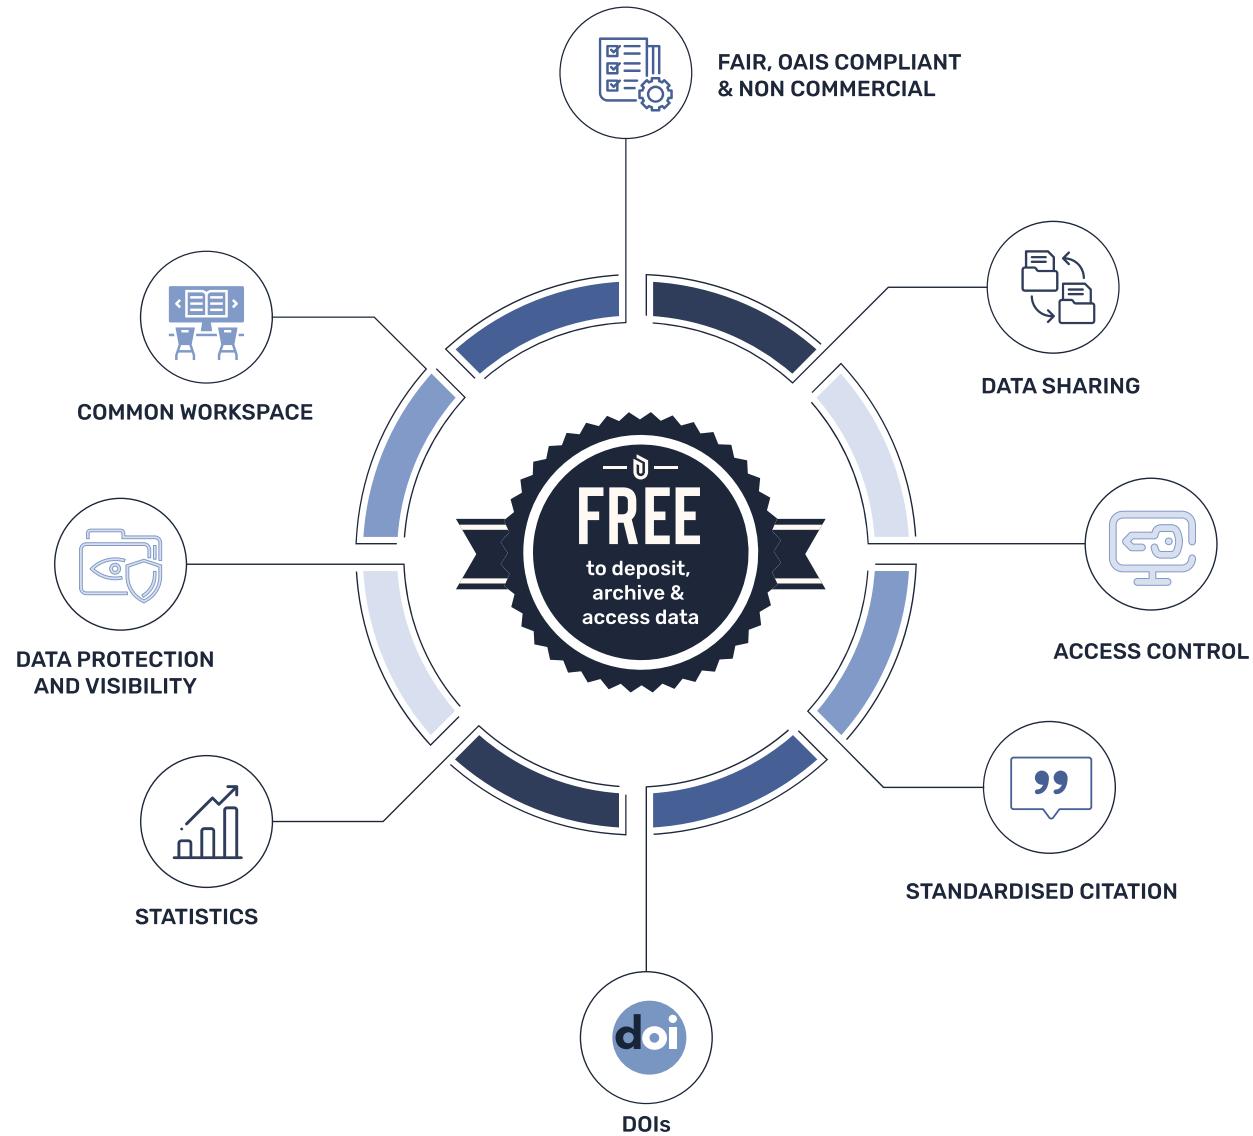 FAIR, OAIS COMPLIANT
& NON COMMERCIAL
DATA SHARING
COMMON WORKSPACE
FREE
to deposit,
archive &
access data
ACCESS CONTROL
DATA PROTECTION
AND VISIBILITY
STANDARDISED CITATION
STATISTICS
doi
DOIs